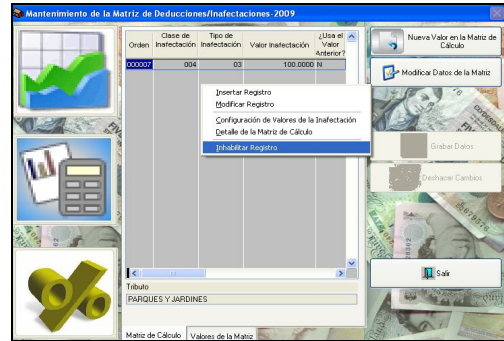 Mantenimiento de la Matriz de Deducciones/Inafectaciones-2009
Orden
Clase de Inafectación
Tipo de Inafectación
Valor Inafectación
¿Usa el Valor Anterior?
000007 004 03 100.0000 N
Insertar Registro
Modificar Registro
Configuración de Valores de la Inafectación
Detalle de la Matriz de Cálculo
Inhabilitar Registro
Tributo
PARQUES Y JARDINES
Matriz de Cálculo
Valores de la Matriz
Nueva Valor en la Matriz de
Cálculo
Modificar Datos de la Matriz
Grabar Datos
Deshacer Cambios
Salir